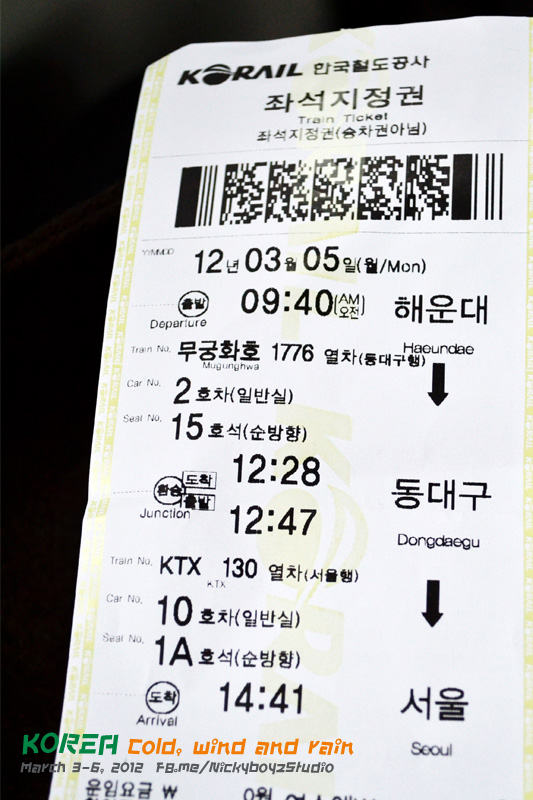 KORAIL 한국철도공사
좌석지정권
Train Ticket
좌석지정권(승차권아님)
YYMMDD 12년 03월 05일(월/Mon)
출발 09:40(AM 오전) 해운대
Departure Haeundae
Train No. 무궁화호 1776 열차(동대구행)
Mugunghwa
Car No. 2 호차(일반실)
Seat No. 15 호석(순방향)
환승 도착 12:28 동대구
출발 12:47
Junction Dongdaegu
Train No. KTX 130 열차(서울행)
KTX
Car No. 10 호차(일반실)
Seat No. 1A 호석(순방향)
도착 14:41 서울
Arrival Seoul
KOREA Cold, wind and rain
March 3-6, 2012 FB.me/NickyboyzStudio
운임요금 ₩